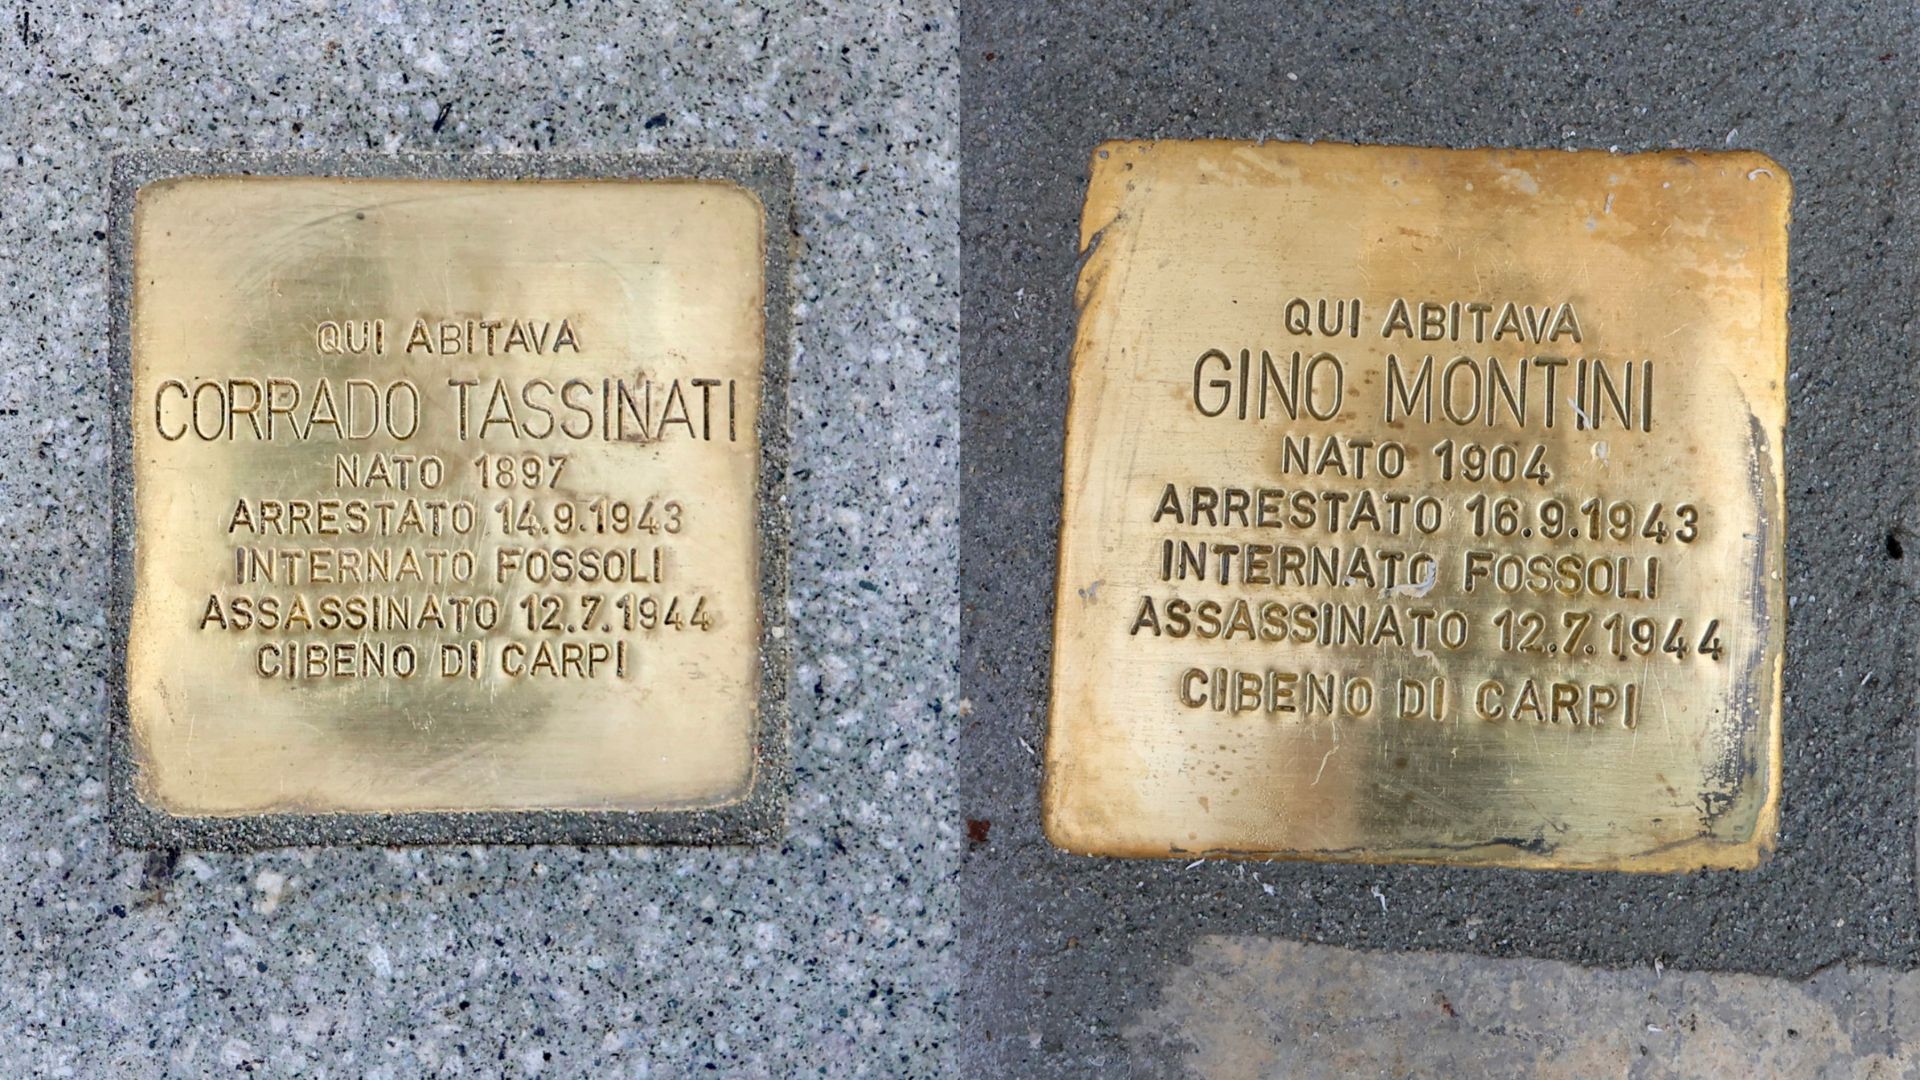 QUI ABITAVA
CORRADO TASSINATI
NATO 1897
ARRESTATO 14.9.1943
INTERNATO FOSSOLI
ASSASSINATO 12.7.1944
CIBENO DI CARPI
QUI ABITAVA
GINO MONTINI
NATO 1904
ARRESTATO 16.9.1943
INTERNATO FOSSOLI
ASSASSINATO 12.7.1944
CIBENO DI CARPI